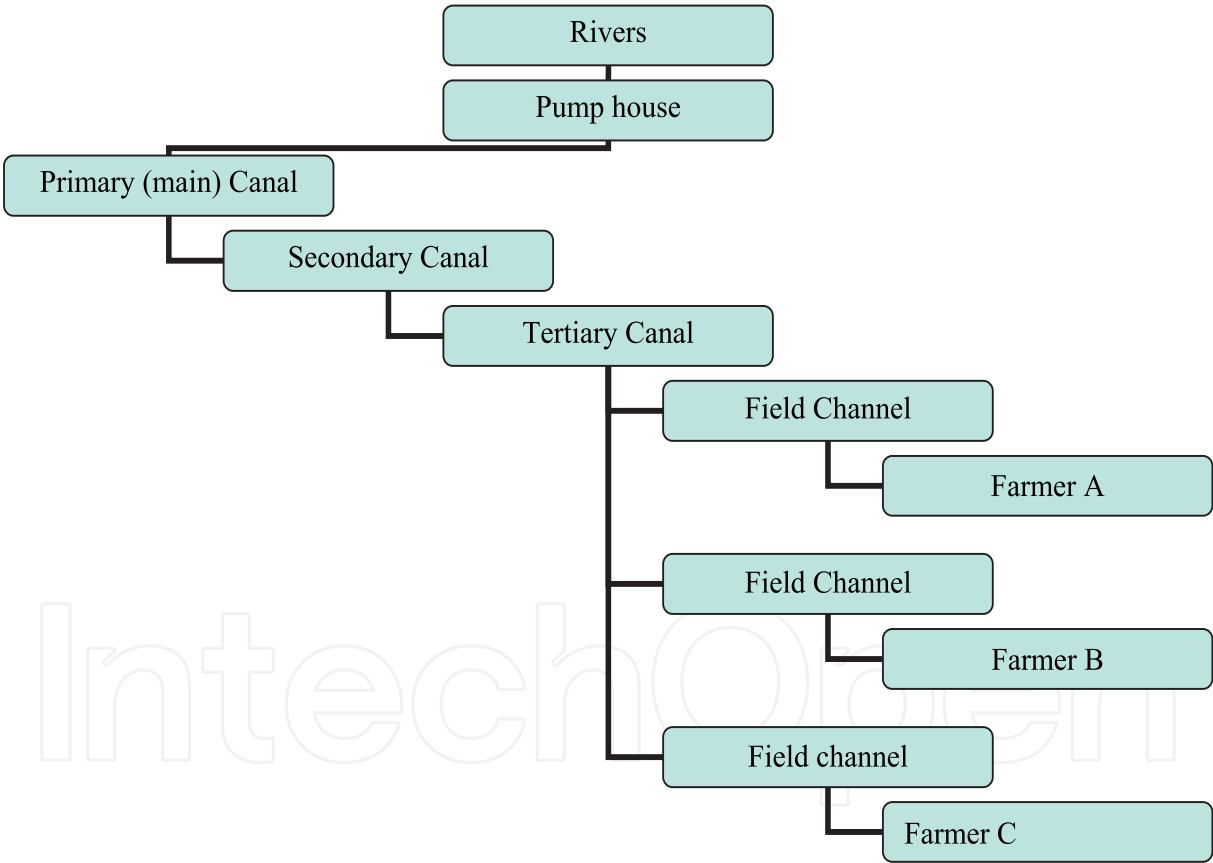 Rivers
Pump house
Primary (main) Canal
Secondary Canal
Tertiary Canal
Field Channel
Farmer A
Field Channel
Farmer B
Field channel
Farmer C
IntechOpen